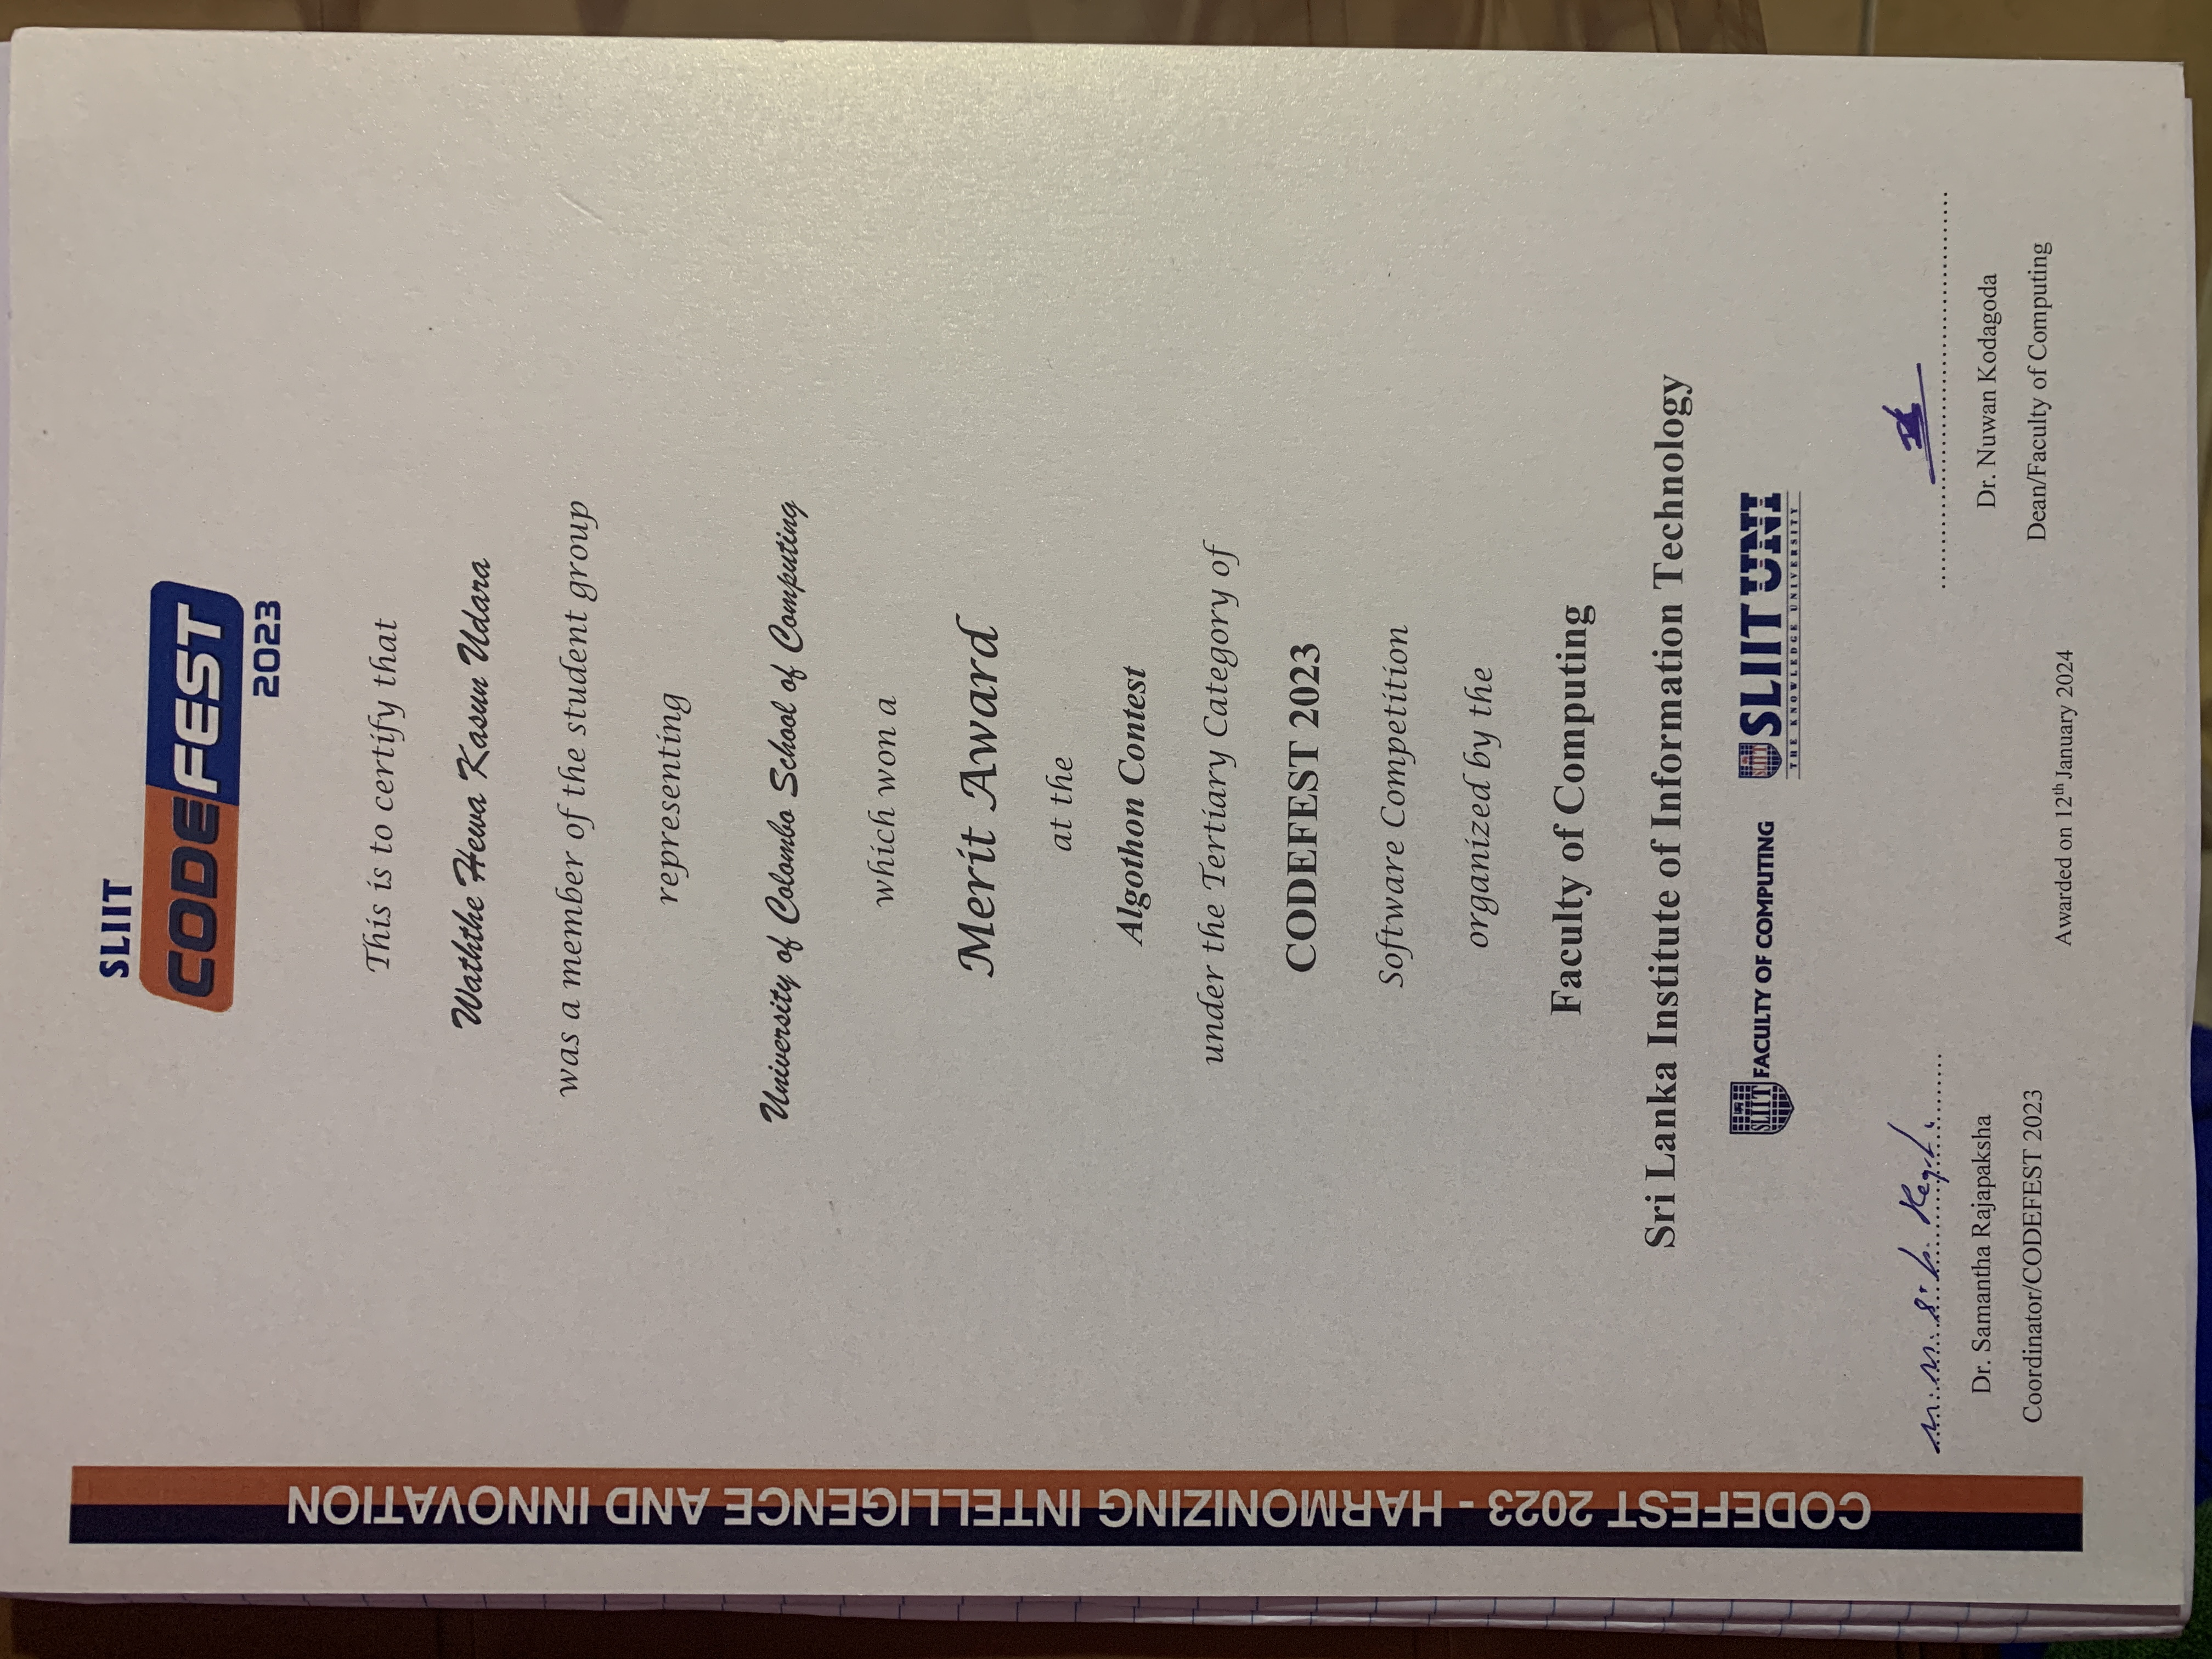 SLIIT
CODEFEST
2023
CODEFEST 2023 - HARMONIZING INTELLIGENCE AND INNOVATION
This is to certify that
Waththe Hewa Kasun Udara
was a member of the student group
representing
University of Colombo School of Computing
which won a
Merit Award
at the
Algothon Contest
under the Tertiary Category of
CODEFEST 2023
Software Competition
organized by the
Faculty of Computing
Sri Lanka Institute of Information Technology
SLIIT FACULTY OF COMPUTING
SLIIT SLIIT UNI
THE KNOWLEDGE UNIVERSITY
Dr. Samantha Rajapaksha
Coordinator/CODEFEST 2023
Dr. Nuwan Kodagoda
Dean/Faculty of Computing
Awarded on 12th January 2024